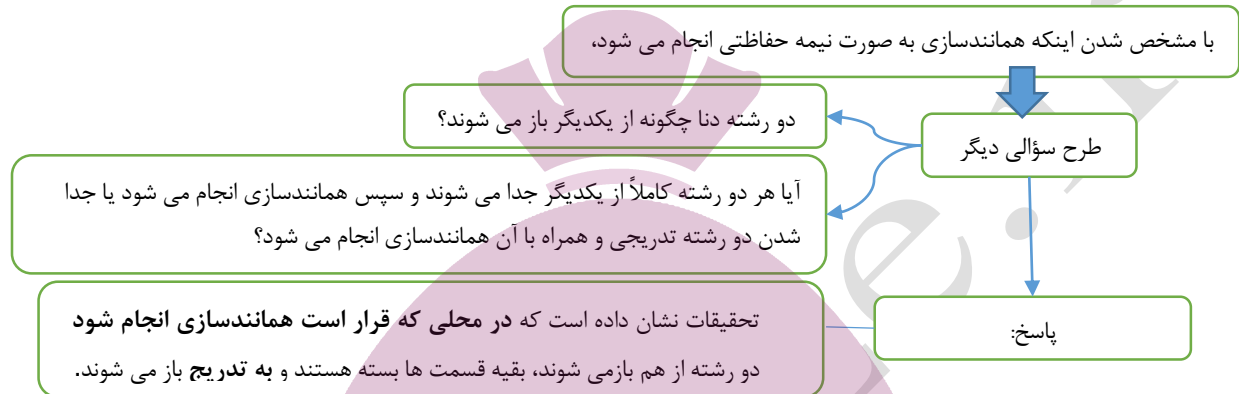 با مشخص شدن اینکه همانندسازی به صورت نیمه حفاظتی انجام می شود،
طرح سؤالی دیگر
دو رشته دنا چگونه از یکدیگر باز می شوند؟
آیا هر دو رشته کاملاً از یکدیگر جدا می شوند و سپس همانندسازی انجام می شود یا جدا
شدن دو رشته تدریجی و همراه با آن همانندسازی انجام می شود؟
پاسخ:
تحقیقات نشان داده است که در محلی که قرار است همانندسازی انجام شود
دو رشته از هم بازمی شوند، بقیه قسمت ها بسته هستند و به تدریج باز می شوند.